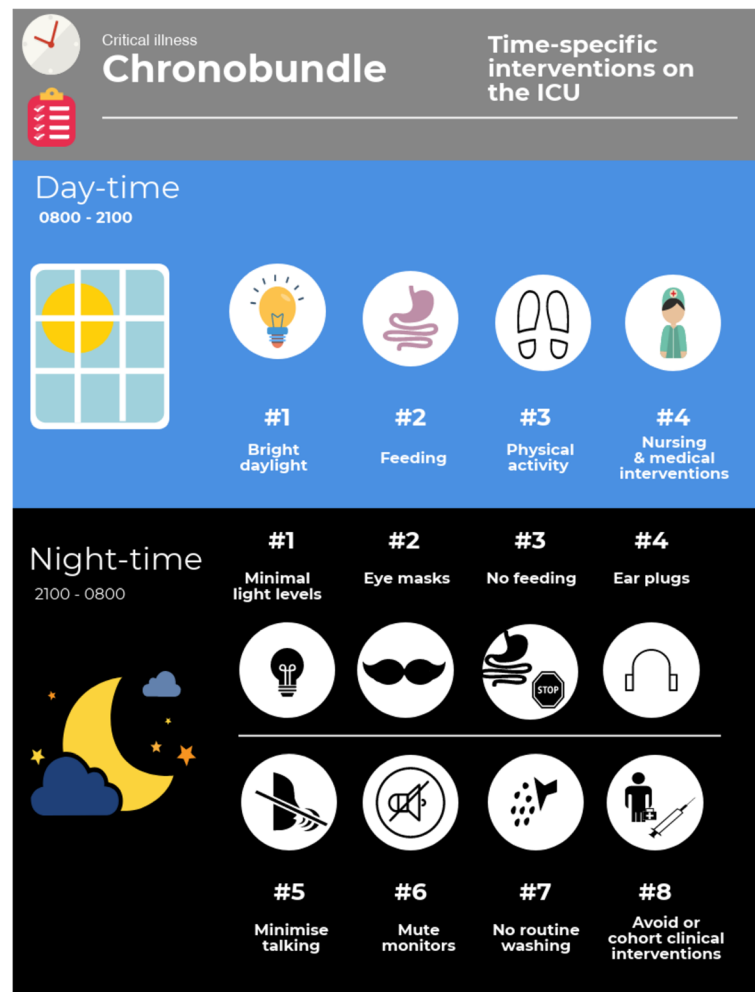 Critical illness
Chronobundle
Time-specific
interventions on
the ICU
Day-time
0800 - 2100
#1
Bright
daylight
#2
Feeding
#3
Physical
activity
#4
Nursing
& medical
interventions
Night-time
2100 - 0800
#1
Minimal
light levels
#2
Eye masks
#3
No feeding
#4
Ear plugs
STOP
#5
Minimise
talking
#6
Mute
monitors
#7
No routine
washing
#8
Avoid or
cohort clinical
interventions